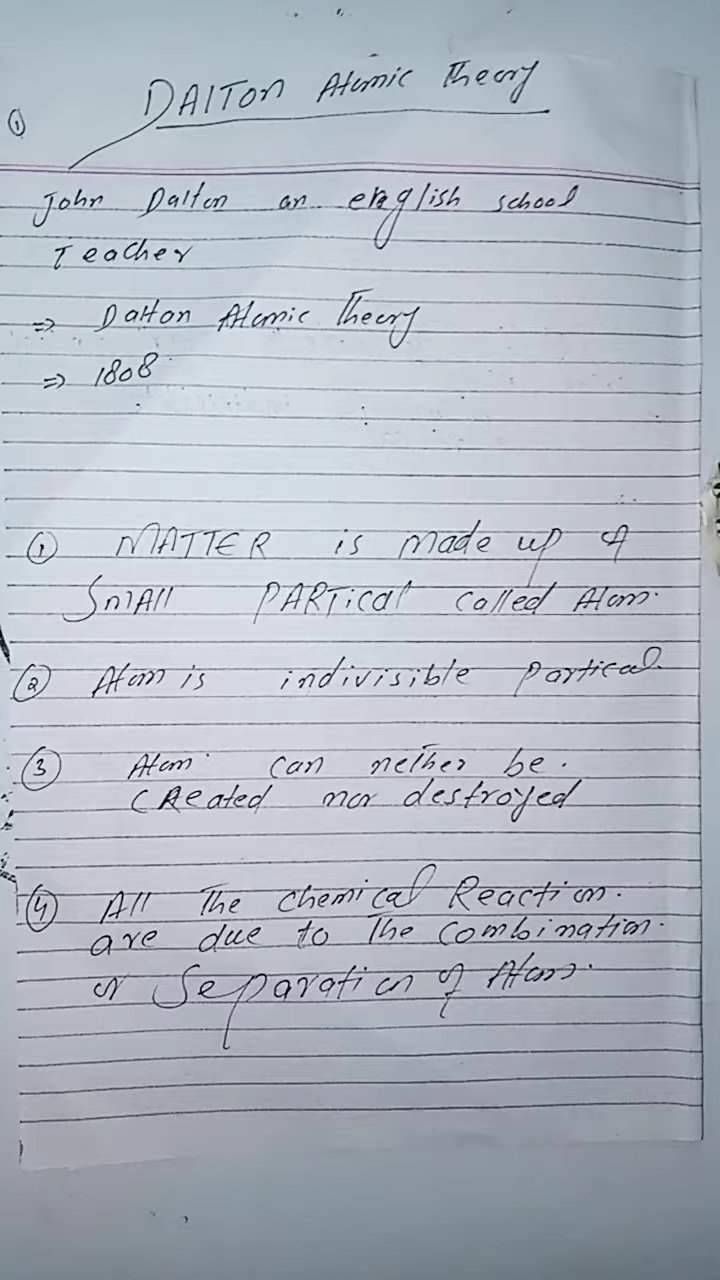 DAlTon Atomic Theory
①
John Dalton an english school
Teacher
⇒ Dalton Atomic Theory
⇒ 1808
① MATTER is made up of
SmAll PARTical called Atom.
② Atom is indivisible Partical.
③ Atom can neither be.
CReated nor destroyed
④ All The chemical Reaction.
are due to The combination.
or Separation of Atom.